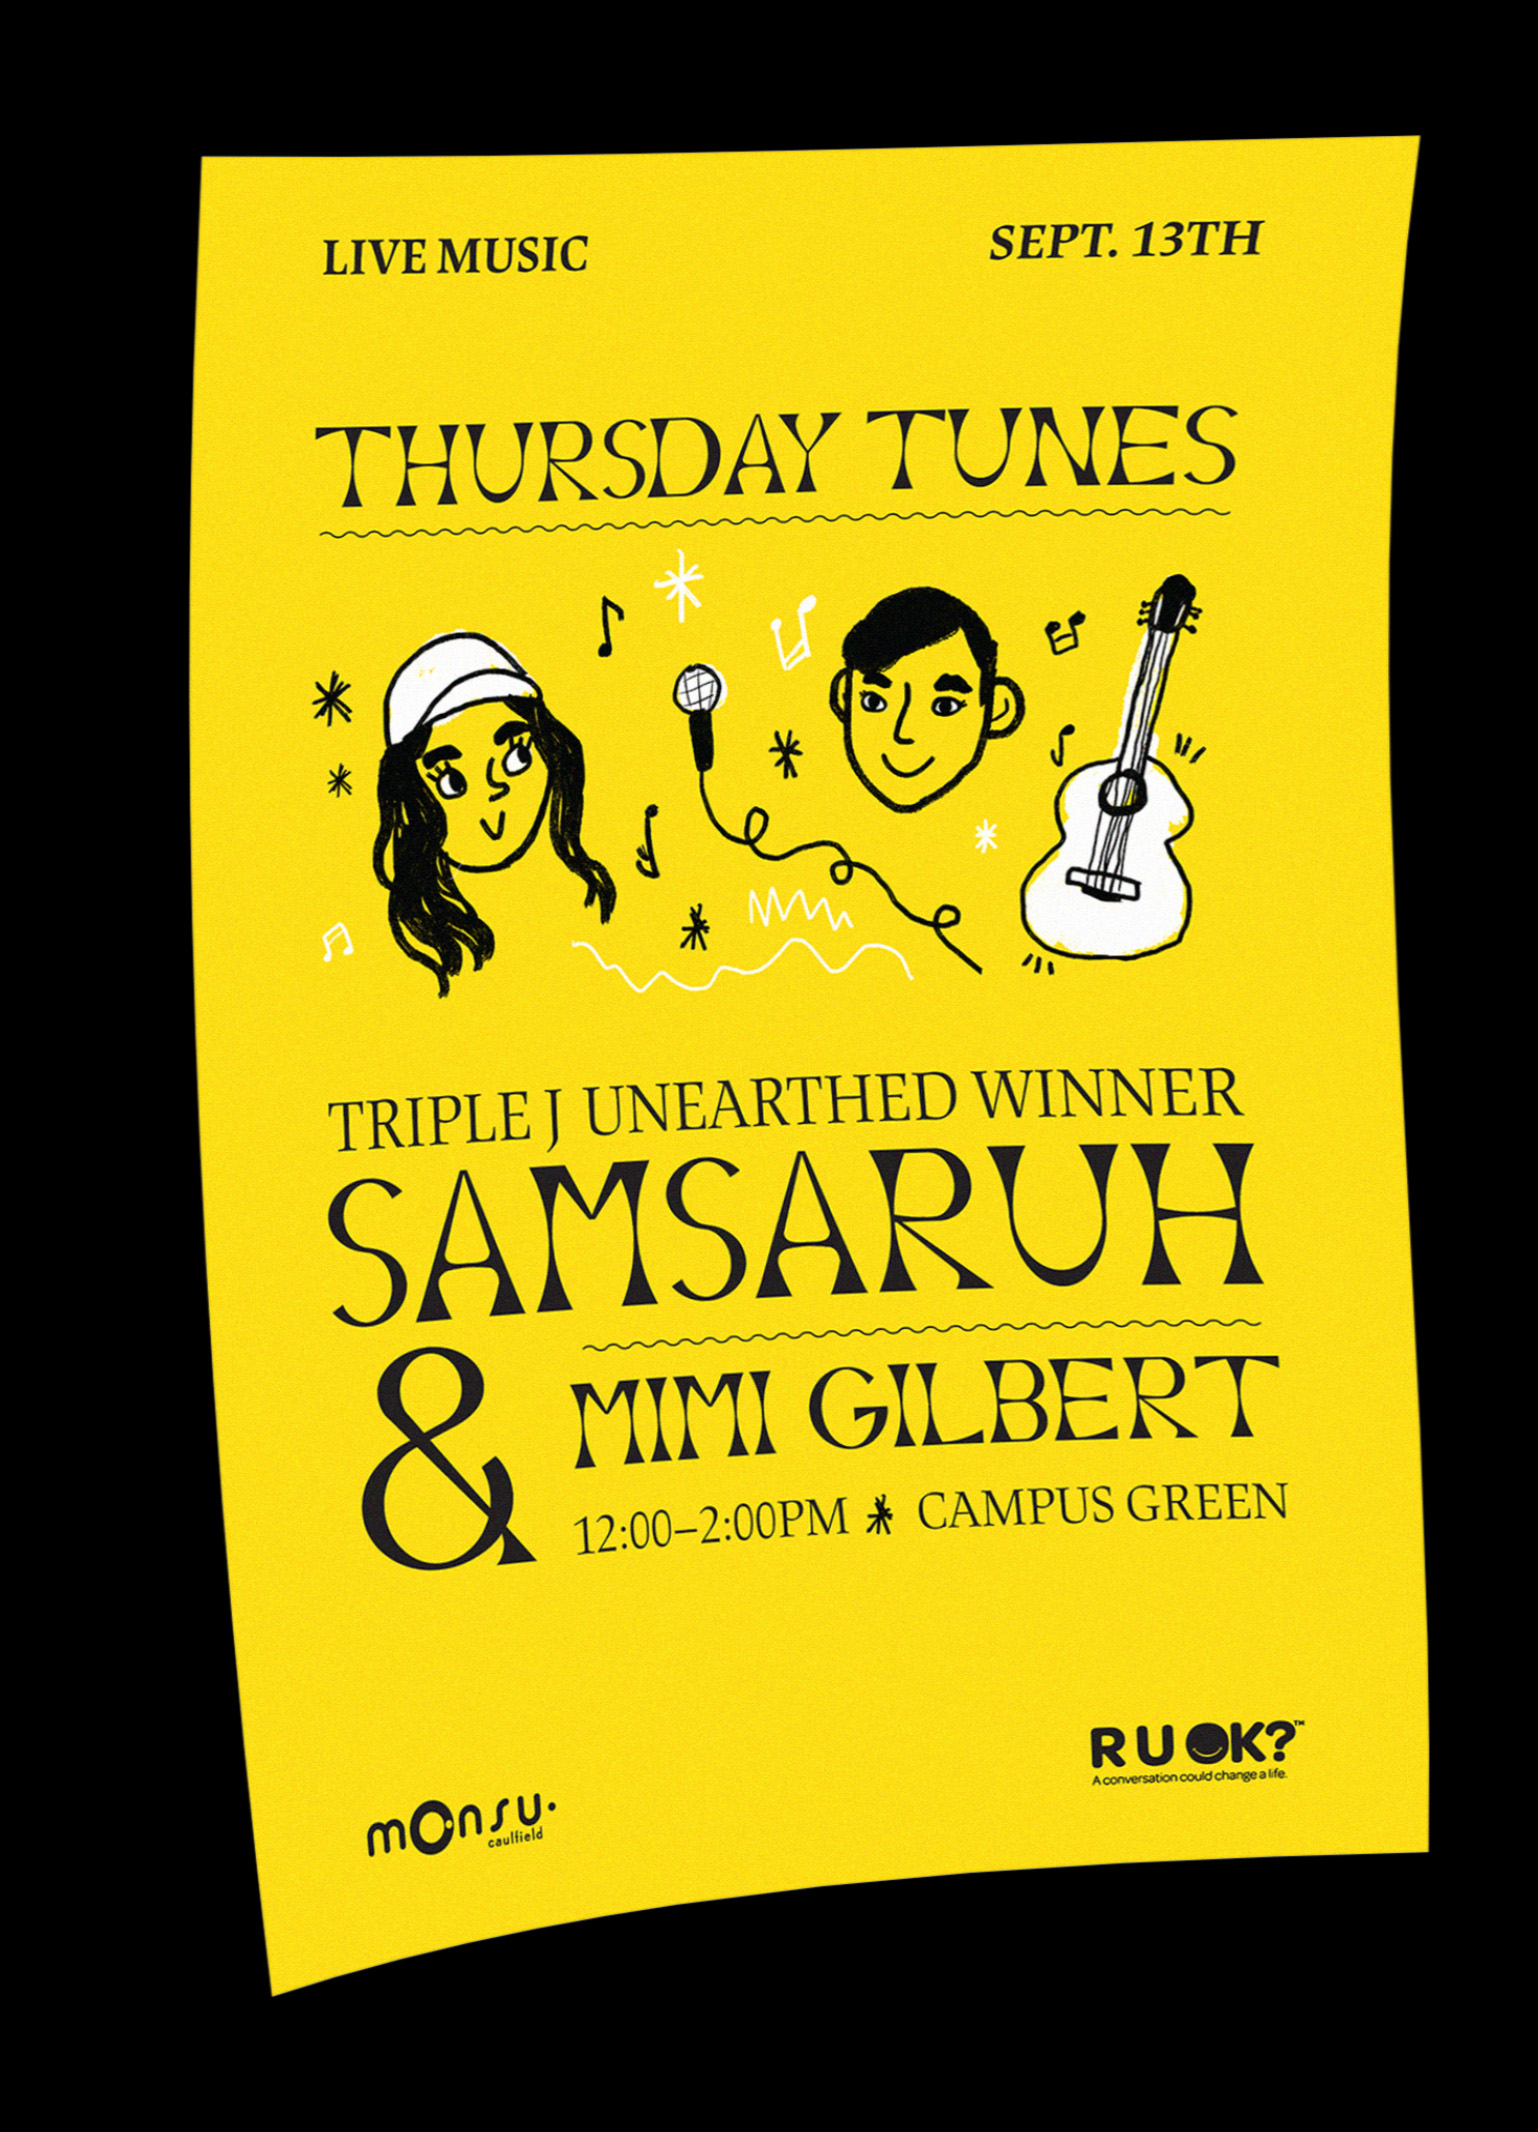 LIVE MUSIC
SEPT. 13TH
THURSDAY TUNES
TRIPLE J UNEARTHED WINNER
SAMSARUH
& MIMI GILBERT
12:00–2:00PM * CAMPUS GREEN
R U OK?™
A conversation could change a life.
monsu.
caulfield